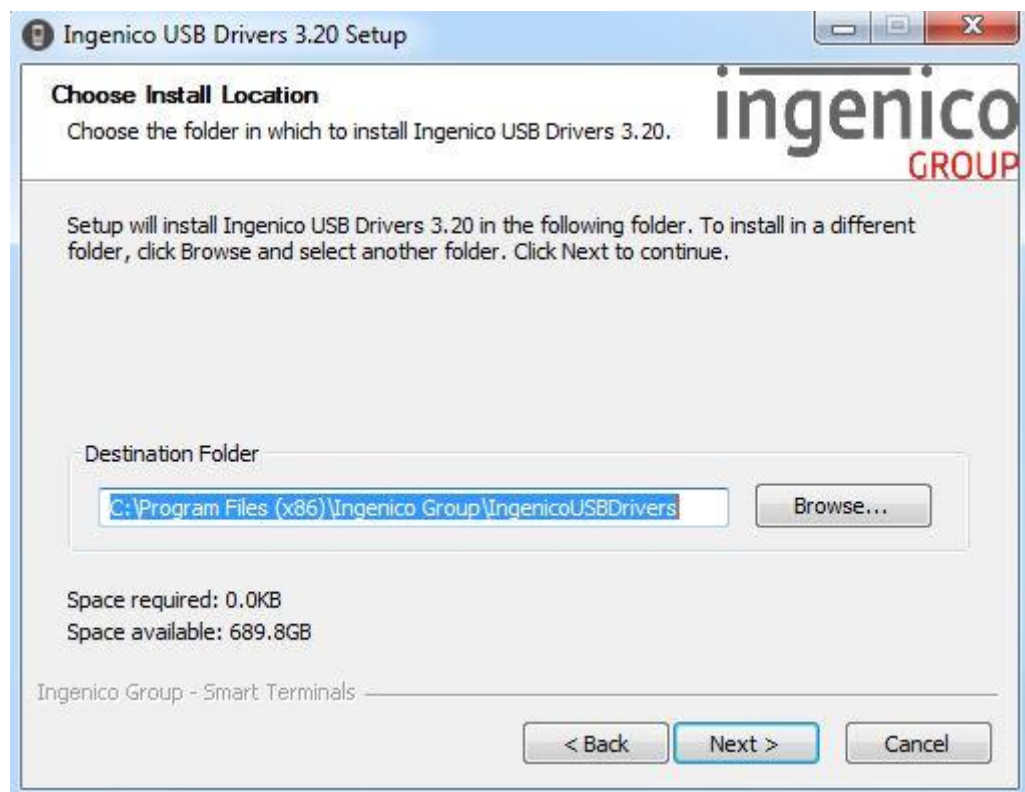 Ingenico USB Drivers 3.20 Setup
Choose Install Location
Choose the folder in which to install Ingenico USB Drivers 3.20.
ingenico
GROUP
Setup will install Ingenico USB Drivers 3.20 in the following folder. To install in a different
folder, click Browse and select another folder. Click Next to continue.
Destination Folder
C:\Program Files (x86)\Ingenico Group\IngenicoUSBDrivers
Browse...
Space required: 0.0KB
Space available: 689.8GB
Ingenico Group - Smart Terminals
< Back Next > Cancel